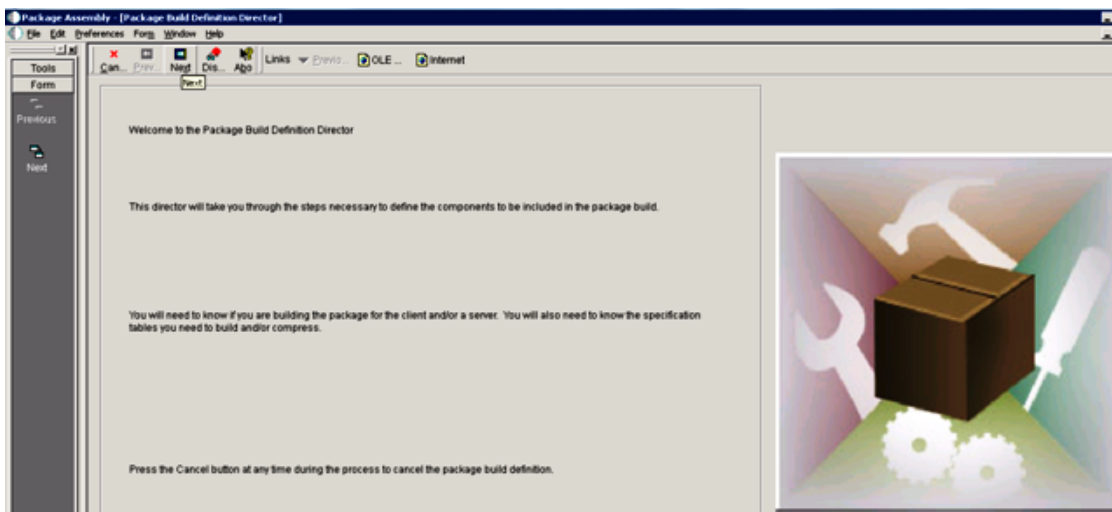 Package Assembly - [Package Build Definition Director]
File Edit Preferences Form Window Help
Can... Prev... Next Dis... Abo Links Previo... OLE ... Internet
Next
Tools
Form
Previous
Next
Welcome to the Package Build Definition Director
This director will take you through the steps necessary to define the components to be included in the package build.
You will need to know if you are building the package for the client and/or a server. You will also need to know the specification
tables you need to build and/or compress.
Press the Cancel button at any time during the process to cancel the package build definition.